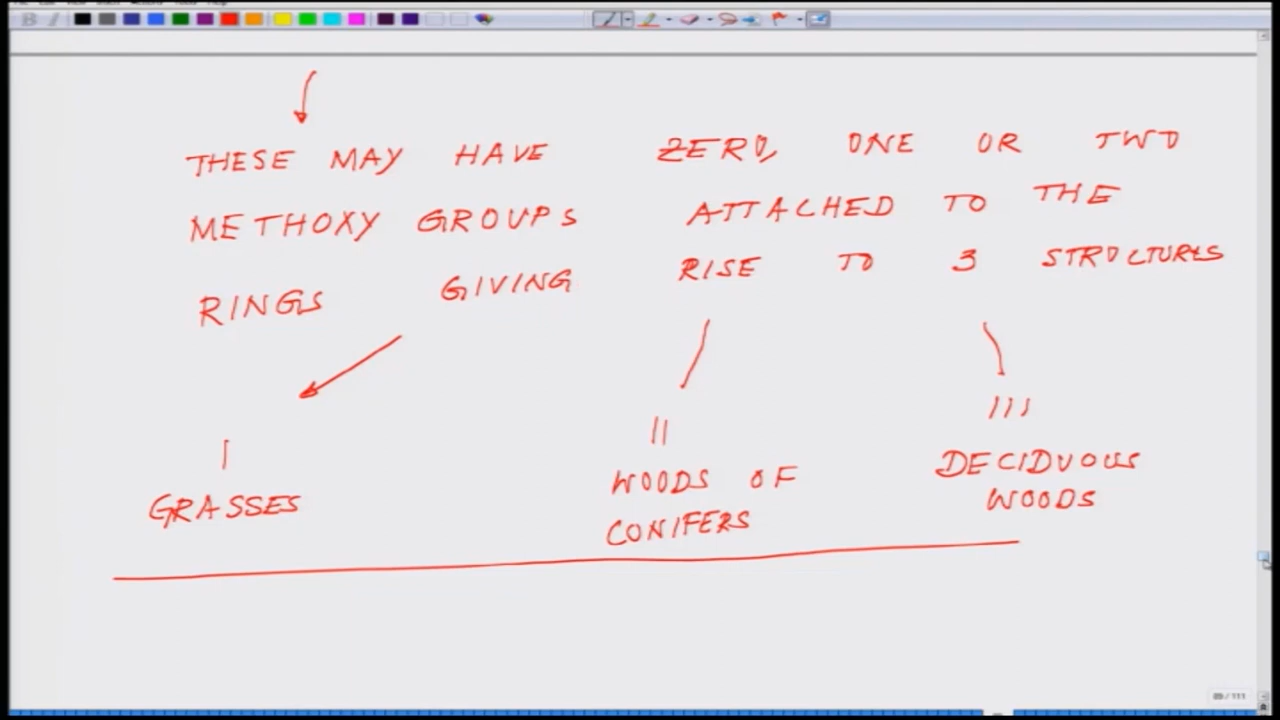 THESE MAY HAVE ZERO, ONE OR TWO
METHOXY GROUPS ATTACHED TO THE
RINGS GIVING RISE TO 3 STRUCTURES
I
II
III
GRASSES
WOODS OF
CONIFERS
DECIDUOUS
WOODS